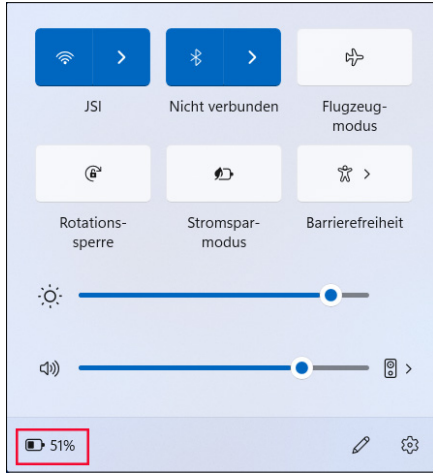 JSI
Nicht verbunden
Flugzeug-
modus
Rotations-
sperre
Stromspar-
modus
Barrierefreiheit
51%